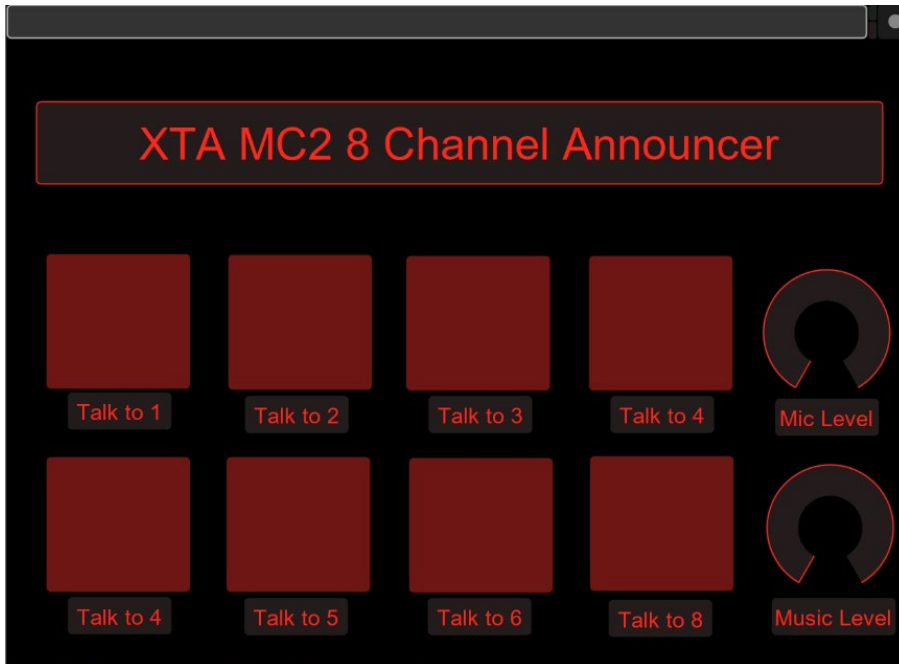 XTA MC2 8 Channel Announcer
Talk to 1
Talk to 2
Talk to 3
Talk to 4
Mic Level
Talk to 4
Talk to 5
Talk to 6
Talk to 8
Music Level